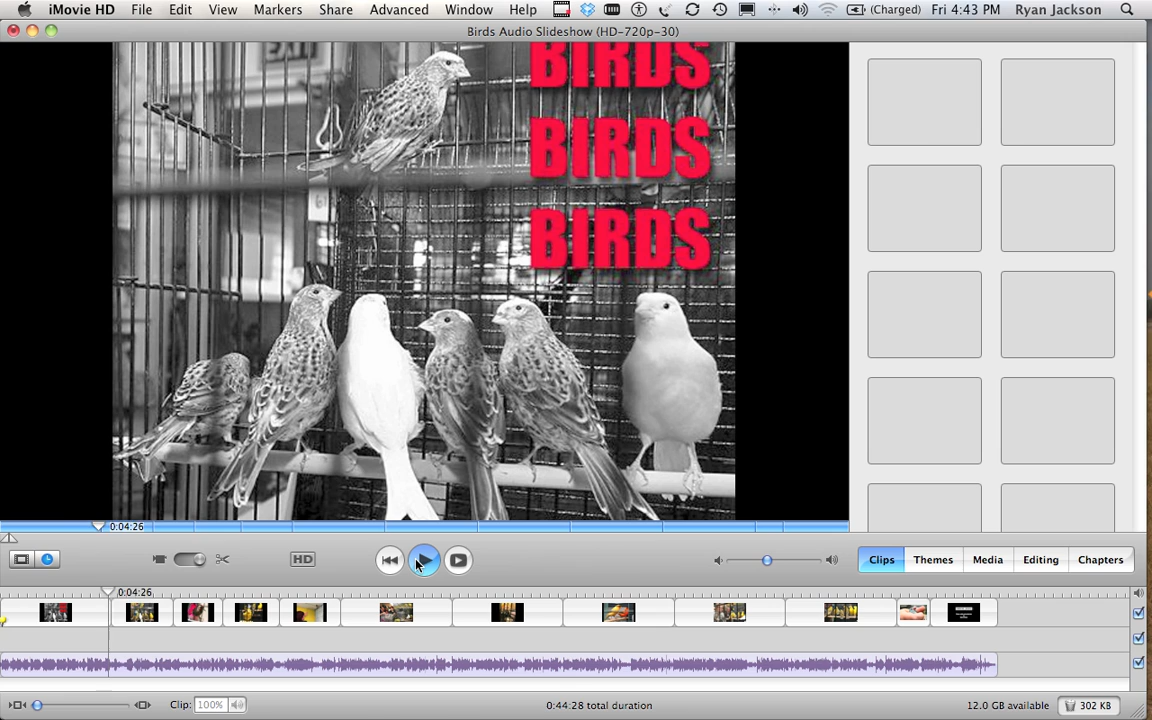 iMovie HD File Edit View Markers Share Advanced Window Help (Charged) Fri 4:43 PM Ryan Jackson
Birds Audio Slideshow (HD-720p-30)
BIRDS
BIRDS
BIRDS
0:04:26
HD
Clips Themes Media Editing Chapters
0:04:26
Clip: 100% 0:44:28 total duration 12.0 GB available 302 KB